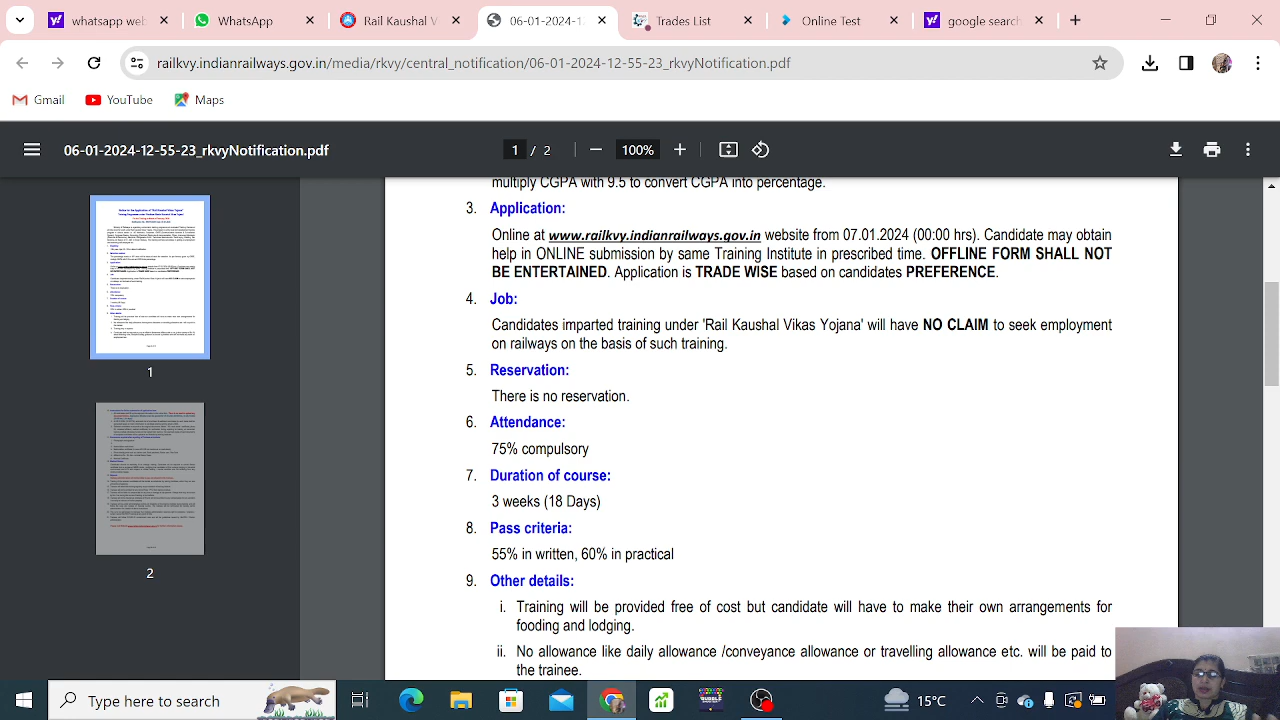 whatsapp web
WhatsApp
Rail Kaushal V
06-01-2024-12-
Trades List
Online Test
google search
railkvy.indianrailways.gov.in/media/rkvy/central_notification/06-01-2024-12-55-23_rkvyNotification.pdf
Gmail
YouTube
Maps
06-01-2024-12-55-23_rkvyNotification.pdf
1 / 2
100%
multiply CGPA with 9.5 to convert CGPA into percentage.
3. Application:
Online at www.railkvy.indianrailways.gov.in website from 07.01.2024 (00:00 hrs). Candidate may obtain
help in ONLINE submission by same Training Institute in prescribed time. OFFLINE FORM SHALL NOT
BE ENTERTAINED. Application is TRADE WISE based on candidates PREFERENCE.
4. Job:
Candidates undergoing training under 'Rail Kaushal Vikas Yojana' shall have NO CLAIM to seek employment
on railways on the basis of such training.
5. Reservation:
There is no reservation.
6. Attendance:
75% compulsory
7. Duration of course:
3 weeks (18 Days)
8. Pass criteria:
55% in written, 60% in practical
9. Other details:
i. Training will be provided free of cost but candidate will have to make their own arrangements for
fooding and lodging.
ii. No allowance like daily allowance /conveyance allowance or travelling allowance etc. will be paid to
the trainee.
1
2
Type here to search
15°C